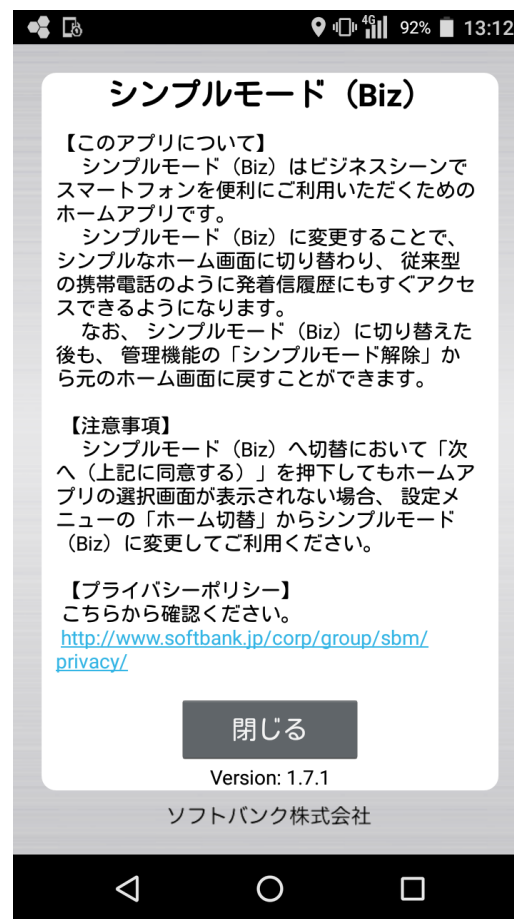 4G 92% 13:12
シンプルモード（Biz）
【このアプリについて】
シンプルモード（Biz）はビジネスシーンで
スマートフォンを便利にご利用いただくための
ホームアプリです。
シンプルモード（Biz）に変更することで、
シンプルなホーム画面に切り替わり、 従来型
の携帯電話のように発着信履歴にもすぐアクセ
スできるようになります。
なお、 シンプルモード（Biz）に切り替えた
後も、 管理機能の「シンプルモード解除」か
ら元のホーム画面に戻すことができます。
【注意事項】
シンプルモード（Biz）へ切替において「次
へ（上記に同意する）」を押下してもホームア
プリの選択画面が表示されない場合、 設定メ
ニューの「ホーム切替」からシンプルモード
（Biz）に変更してご利用ください。
【プライバシーポリシー】
こちらから確認ください。
http://www.softbank.jp/corp/group/sbm/
privacy/
閉じる
Version: 1.7.1
ソフトバンク株式会社